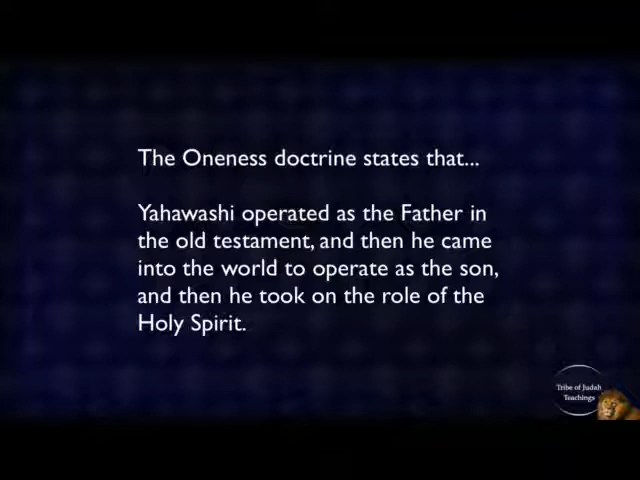 The Oneness doctrine states that...
Yahawashi operated as the Father in
the old testament, and then he came
into the world to operate as the son,
and then he took on the role of the
Holy Spirit.
Tribe of Judah
Teachings